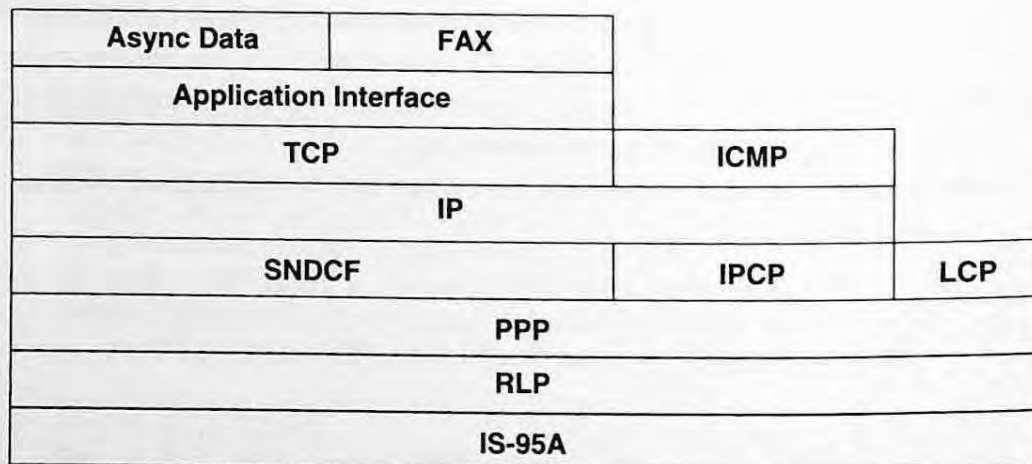 Async Data FAX
Application Interface
TCP ICMP
IP
SNDCF IPCP LCP
PPP
RLP
IS-95A